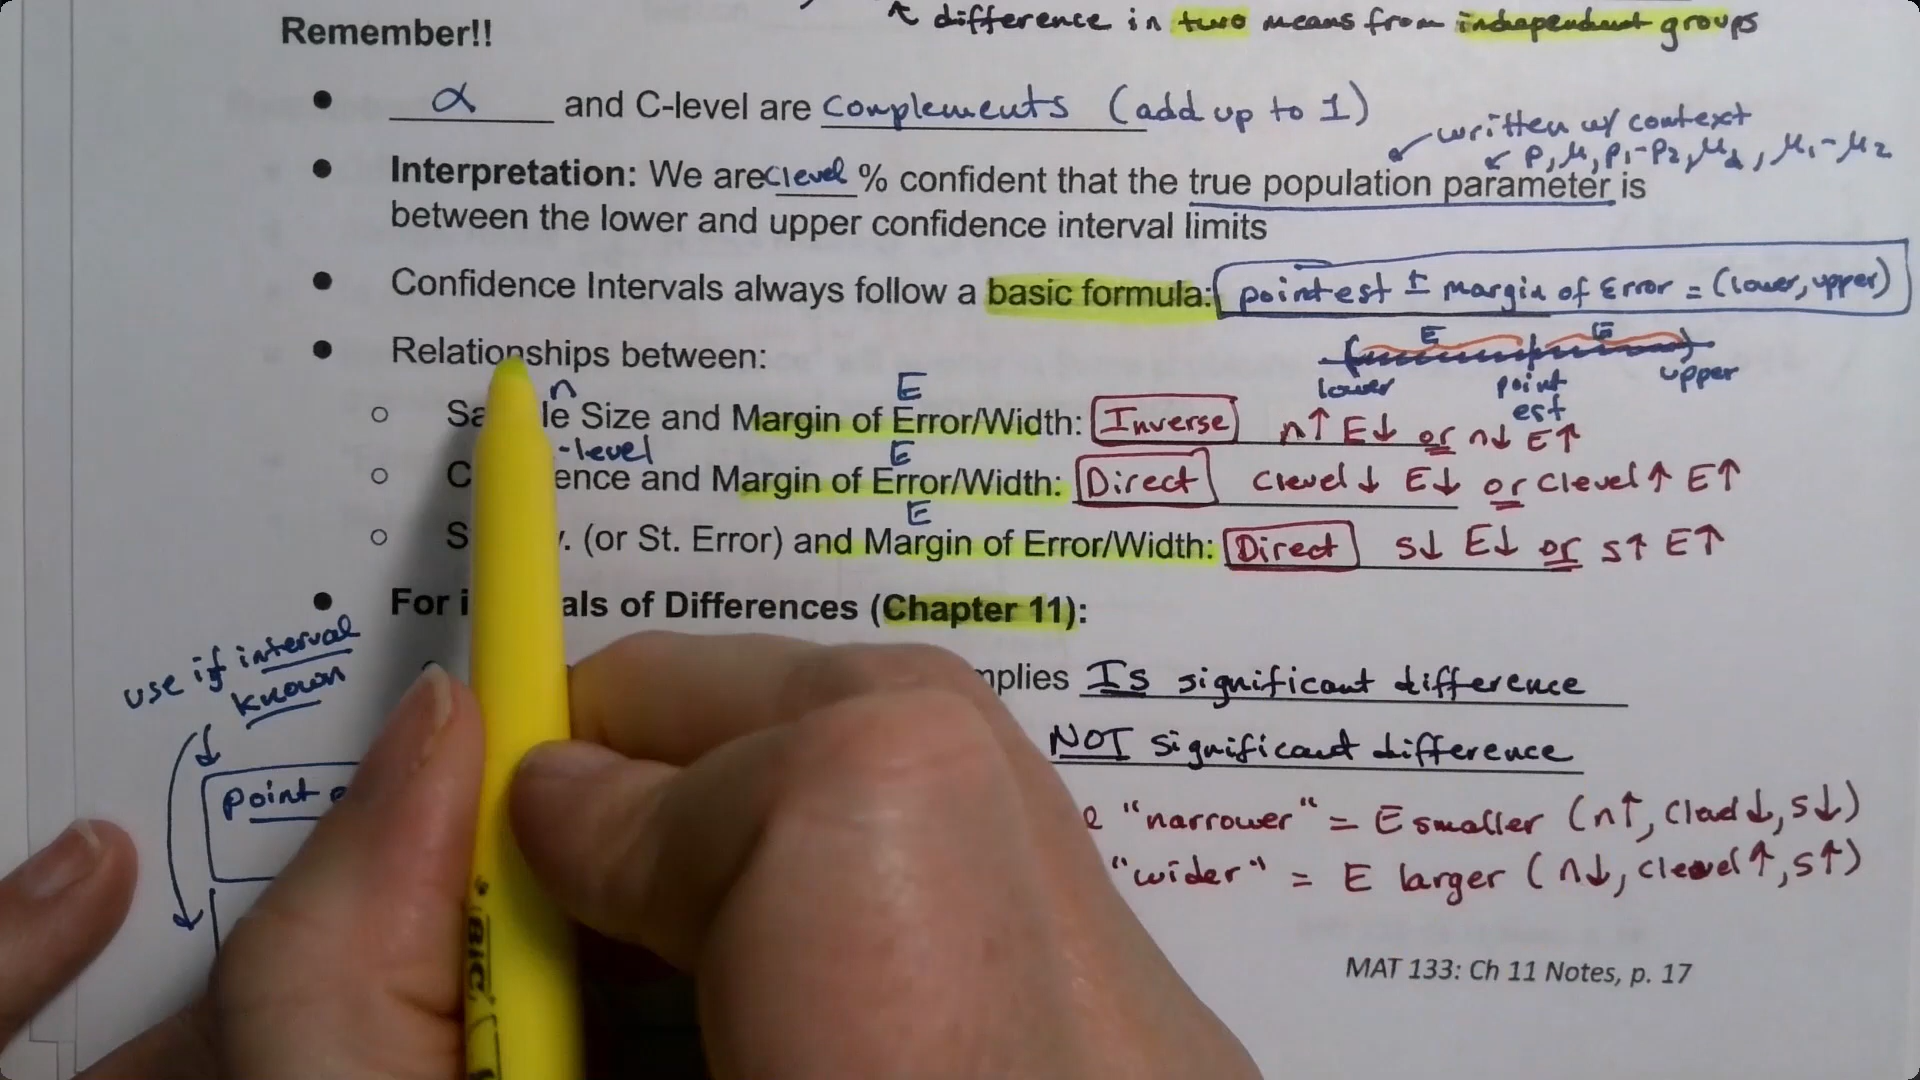 Remember!!
↑ difference in two means from independent groups
• α and C-level are complements (add up to 1)
written w/ context
p, μ, p₁-p₂, μd, μ₁-μ₂
• Interpretation: We are Clevel % confident that the true population parameter is
between the lower and upper confidence interval limits
• Confidence Intervals always follow a basic formula: point est ± margin of Error = (lower, upper)
E E
lower point est upper
• Relationships between:
n E
○ Size and Margin of Error/Width: Inverse n↑ E↓ or n↓ E↑
-level E
○ and Margin of Error/Width: Direct Clevel ↓ E↓ or Clevel ↑ E↑
E
○ (or St. Error) and Margin of Error/Width: Direct s↓ E↓ or s↑ E↑
• For of Differences (Chapter 11):
use if interval
known
Is significant difference
NOT significant difference
point
"narrower" = E smaller (n↑, Clevel↓, s↓)
"wider" = E larger (n↓, clevel↑, s↑)
BIC
MAT 133: Ch 11 Notes, p. 17